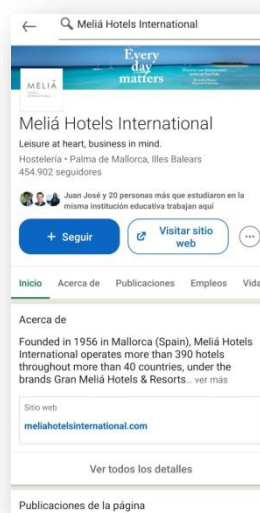 Meliá Hotels International
Every
day
matters
MELIÃ
Meliá Hotels International
Leisure at heart, business in mind.
Hostelería • Palma de Mallorca, Illes Balears
454.902 seguidores
Juan José y 20 personas más que estudiaron en la
misma institución educativa trabajan aquí
+ Seguir
Visitar sitio
web
Inicio Acerca de Publicaciones Empleos Vida
Acerca de
Founded in 1956 in Mallorca (Spain), Meliá Hotels
International operates more than 390 hotels
throughout more than 40 countries, under the
brands Gran Meliá Hotels & Resorts... ver más
Sitio web
meliahotelsinternational.com
Ver todos los detalles
Publicaciones de la página